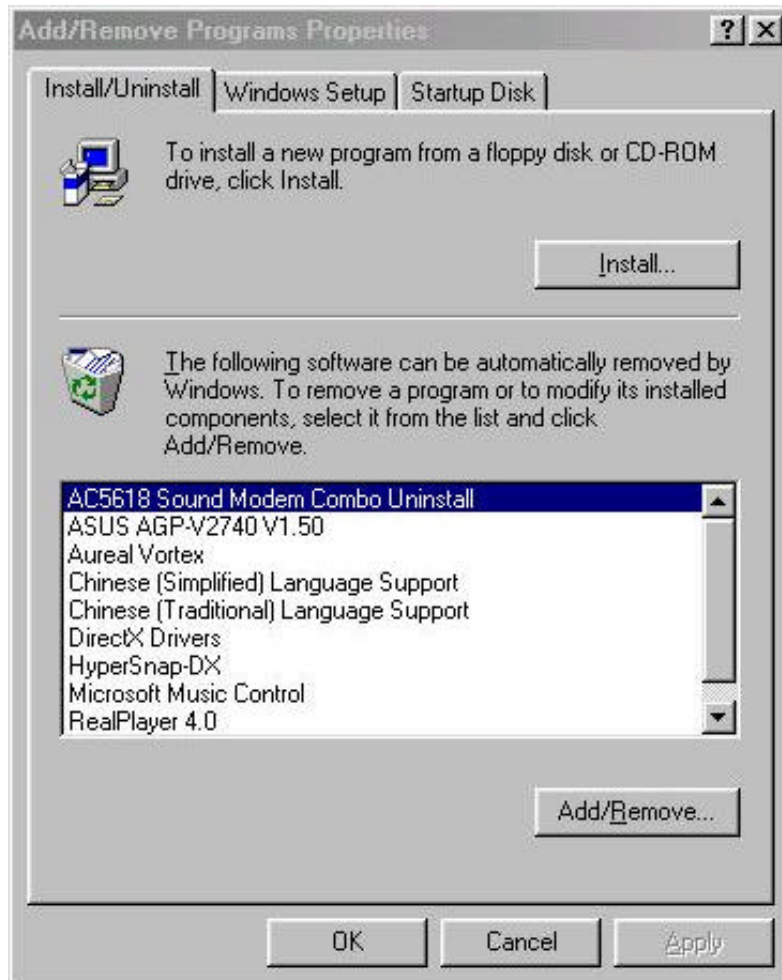 Add/Remove Programs Properties
Install/Uninstall
Windows Setup
Startup Disk
To install a new program from a floppy disk or CD-ROM
drive, click Install.
Install...
The following software can be automatically removed by
Windows. To remove a program or to modify its installed
components, select it from the list and click
Add/Remove.
AC5618 Sound Modem Combo Uninstall
ASUS AGP-V2740 V1.50
Aureal Vortex
Chinese (Simplified) Language Support
Chinese (Traditional) Language Support
DirectX Drivers
HyperSnap-DX
Microsoft Music Control
RealPlayer 4.0
Add/Remove...
OK
Cancel
Apply